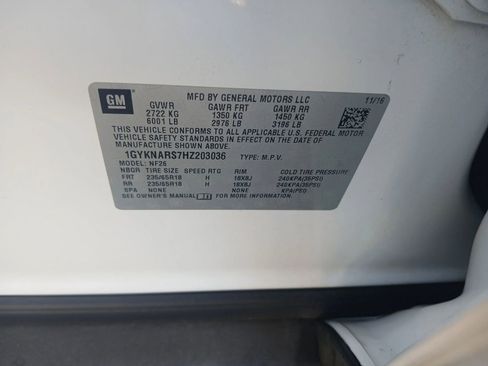 GM
MFD BY GENERAL MOTORS LLC
11/16
GVWR GAWR FRT GAWR RR
2722 KG 1350 KG 1450 KG
6001 LB 2976 LB 3196 LB
THIS VEHICLE CONFORMS TO ALL APPLICABLE U.S. FEDERAL MOTOR
VEHICLE SAFETY STANDARDS IN EFFECT ON THE DATE OF
MANUFACTURE SHOWN ABOVE.
1GYKNARS7HZ203036 TYPE: M.P.V.
MODEL: NF26
TIRE SIZE SPEED RTG RIM COLD TIRE PRESSURE
FRT 235/65R18 H 18X8J 240KPA(35PSI)
RR 235/65R18 H 18X8J 240KPA(35PSI)
SPA NONE NONE KPA(PSI)
SEE OWNER'S MANUAL FOR MORE INFORMATION.